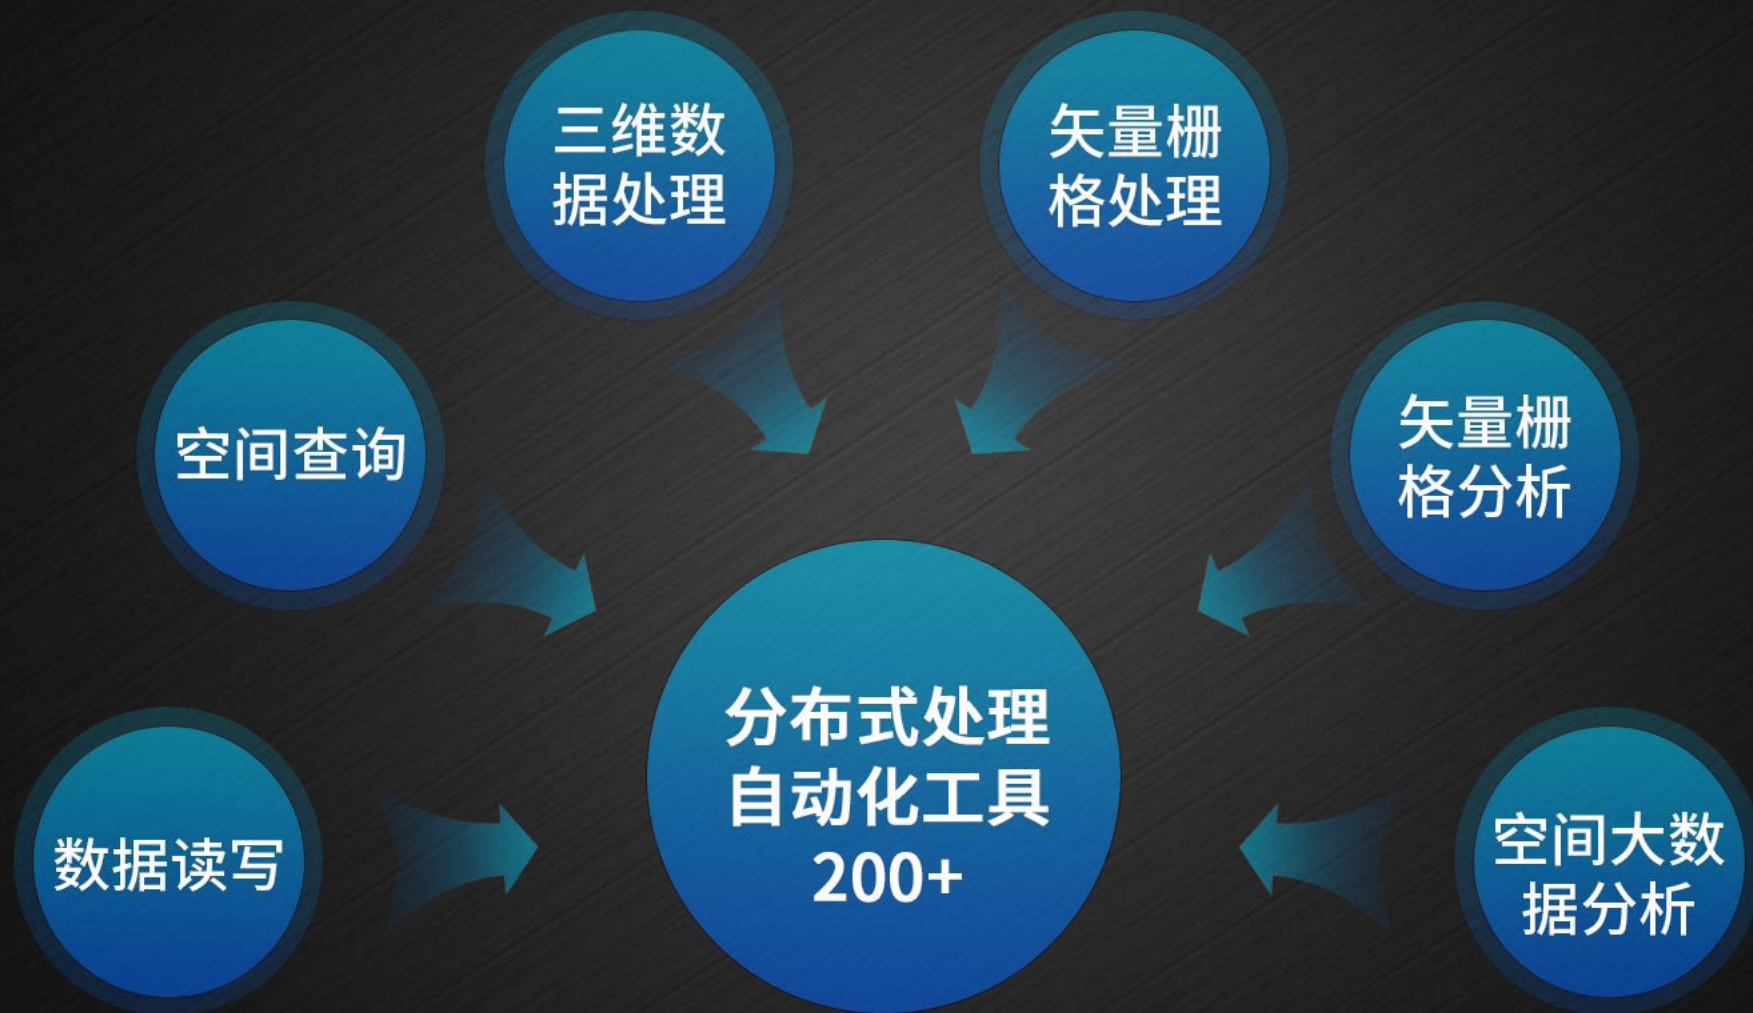 三维数
据处理
矢量栅
格处理
空间查询
矢量栅
格分析
数据读写
分布式处理
自动化工具
200+
空间大数
据分析